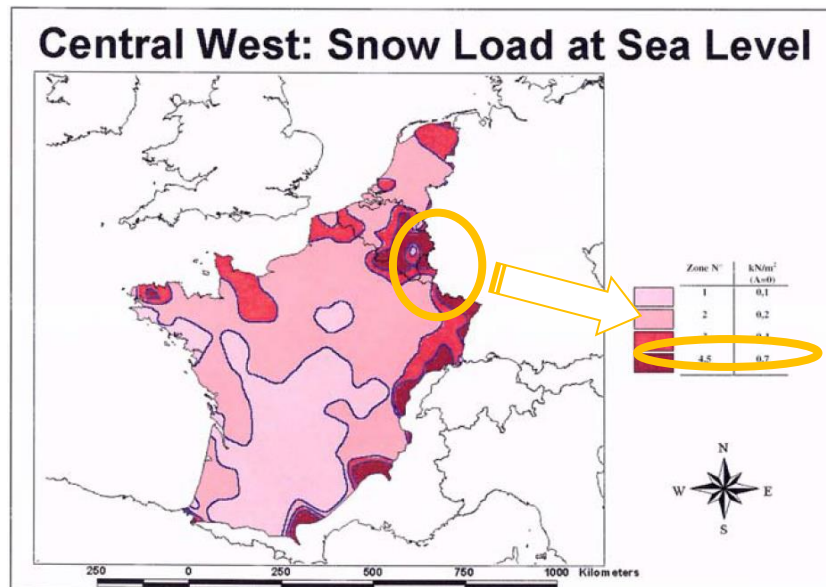 Central West: Snow Load at Sea Level
Zone N° kN/m² (A=0)
1 0,1
2 0,2
4.5 0.7
N
W E
S
250 0 250 500 750 1000 Kilometers